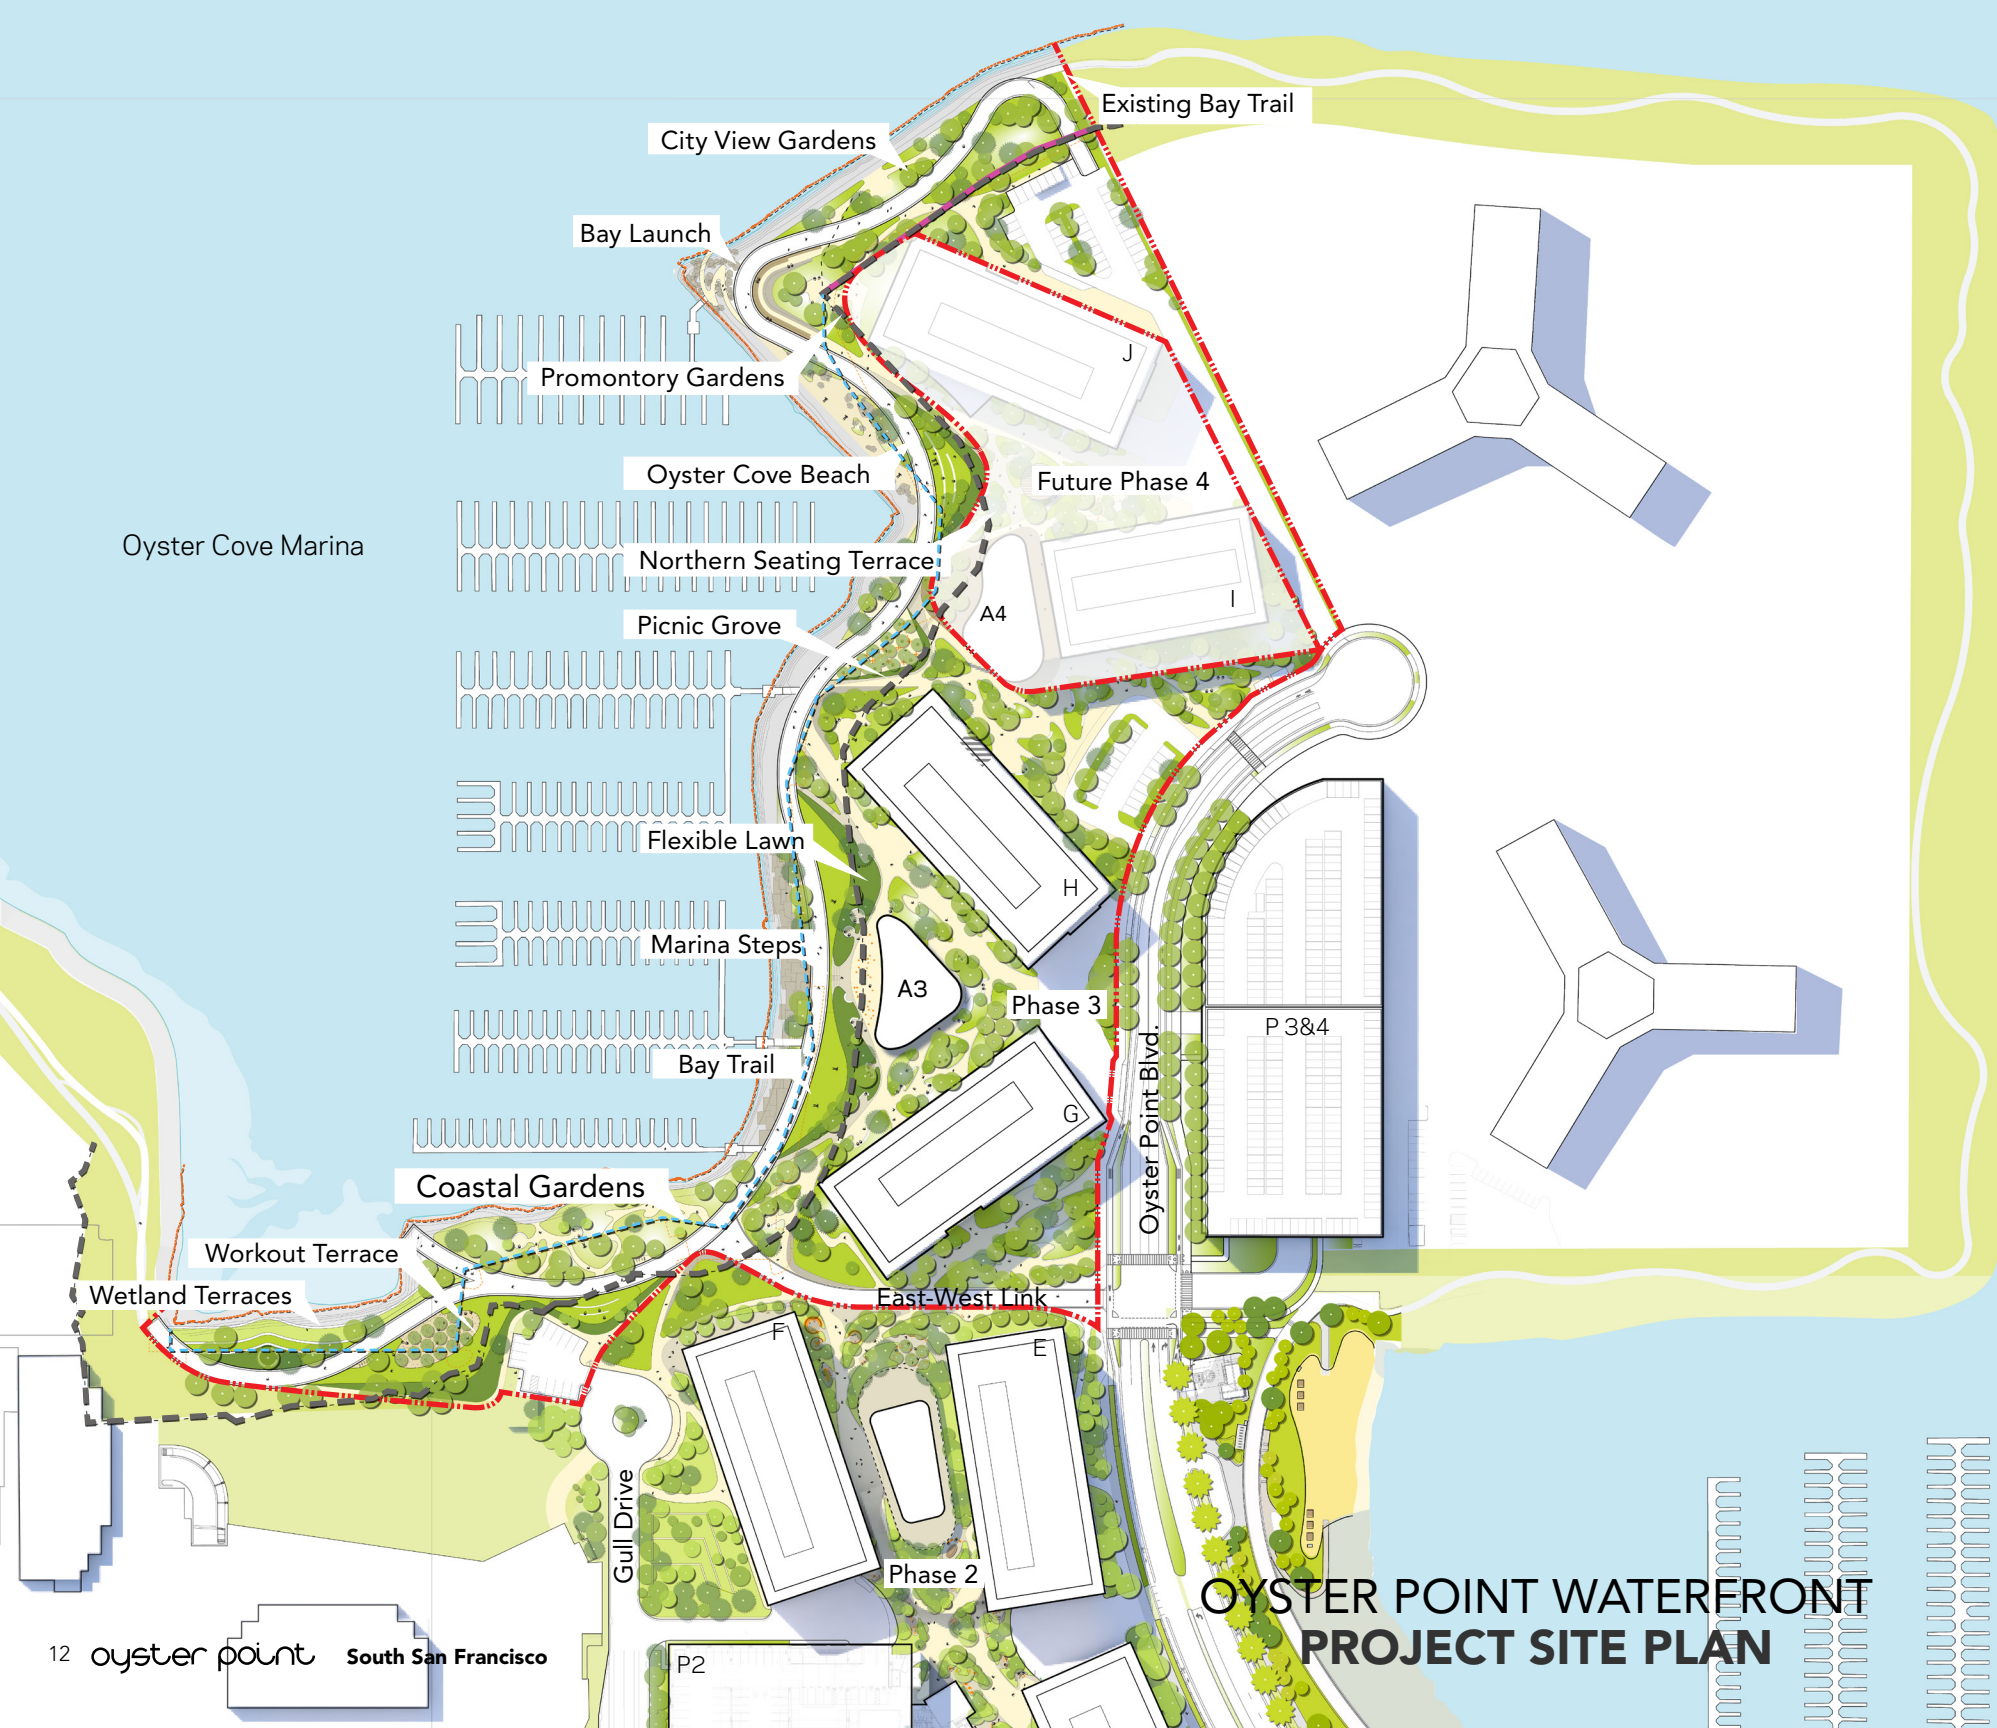 Existing Bay Trail
City View Gardens
Bay Launch
J
Promontory Gardens
Oyster Cove Beach
Future Phase 4
Oyster Cove Marina
Northern Seating Terrace
I
A4
Picnic Grove
Flexible Lawn
H
Marina Steps
A3
Phase 3
P 3&4
Bay Trail
Oyster Point Blvd.
G
Coastal Gardens
Workout Terrace
Wetland Terraces
East-West Link
F
E
Gull Drive
Phase 2
OYSTER POINT WATERFRONT
PROJECT SITE PLAN
12 oyster point South San Francisco
P2